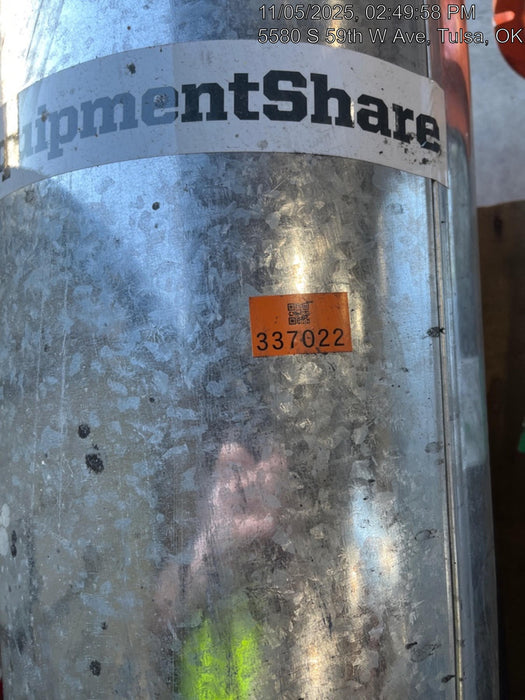 11/05/2025, 02:49:58 PM
5580 S 59th W Ave, Tulsa, OK
uipmentShare
337022